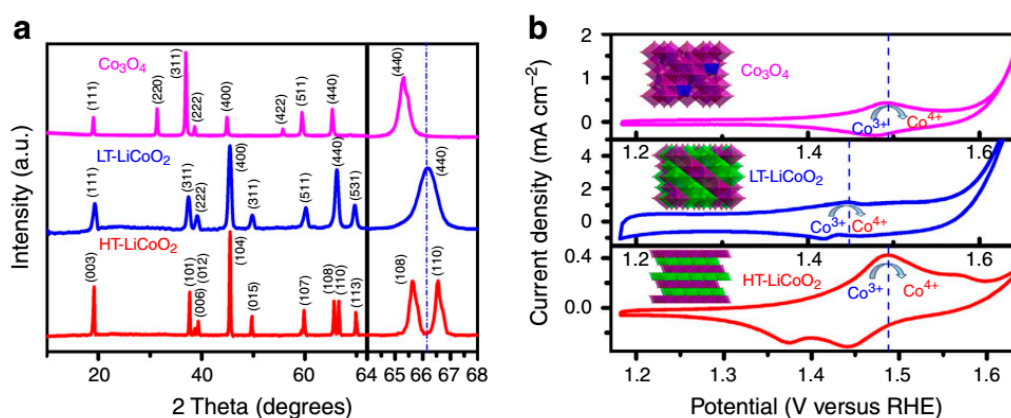 a
Co₃O₄
(111)
(220)
(311)
(222)
(400)
(422)
(511)
(440)
(440)
LT-LiCoO₂
(111)
(311)
(222)
(400)
(311)
(511)
(440)
(531)
(440)
HT-LiCoO₂
(003)
(101)
(006)
(012)
(104)
(015)
(107)
(108)
(110)
(113)
(108)
(110)
Intensity (a.u.)
20 40 60 64 65 66 67 68
2 Theta (degrees)
b
2
1
0
Co₃O₄
Co³⁺ Co⁴⁺
1.2 1.4 1.6
4
2
0
LT-LiCoO₂
Co³⁺ Co⁴⁺
1.2 1.4 1.6
0.4
0.0
HT-LiCoO₂
Co³⁺ Co⁴⁺
1.2 1.3 1.4 1.5 1.6
Current density (mA cm⁻²)
Potential (V versus RHE)